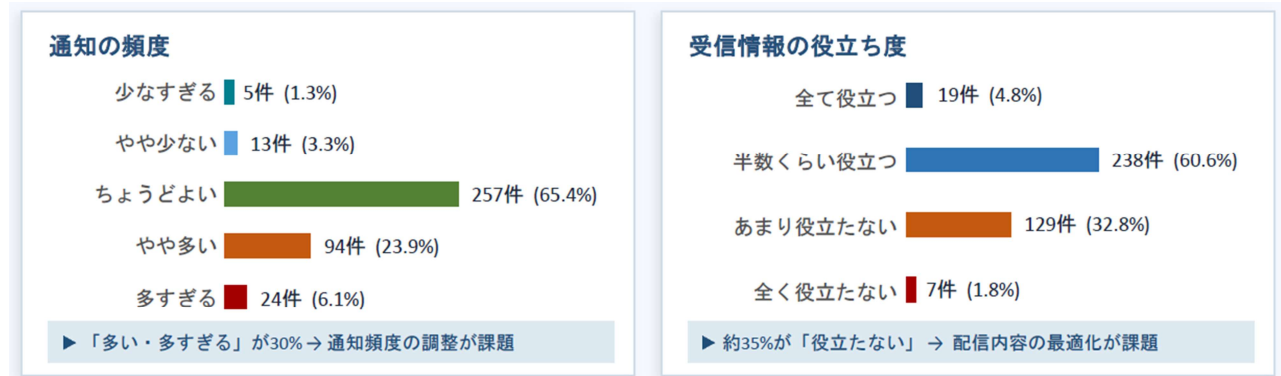 通知の頻度
少なすぎる 5件 (1.3%)
やや少ない 13件 (3.3%)
ちょうどよい 257件 (65.4%)
やや多い 94件 (23.9%)
多すぎる 24件 (6.1%)
▶ 「多い・多すぎる」が30% → 通知頻度の調整が課題
受信情報の役立ち度
全て役立つ 19件 (4.8%)
半数くらい役立つ 238件 (60.6%)
あまり役立たない 129件 (32.8%)
全く役立たない 7件 (1.8%)
▶ 約35%が「役立たない」 → 配信内容の最適化が課題